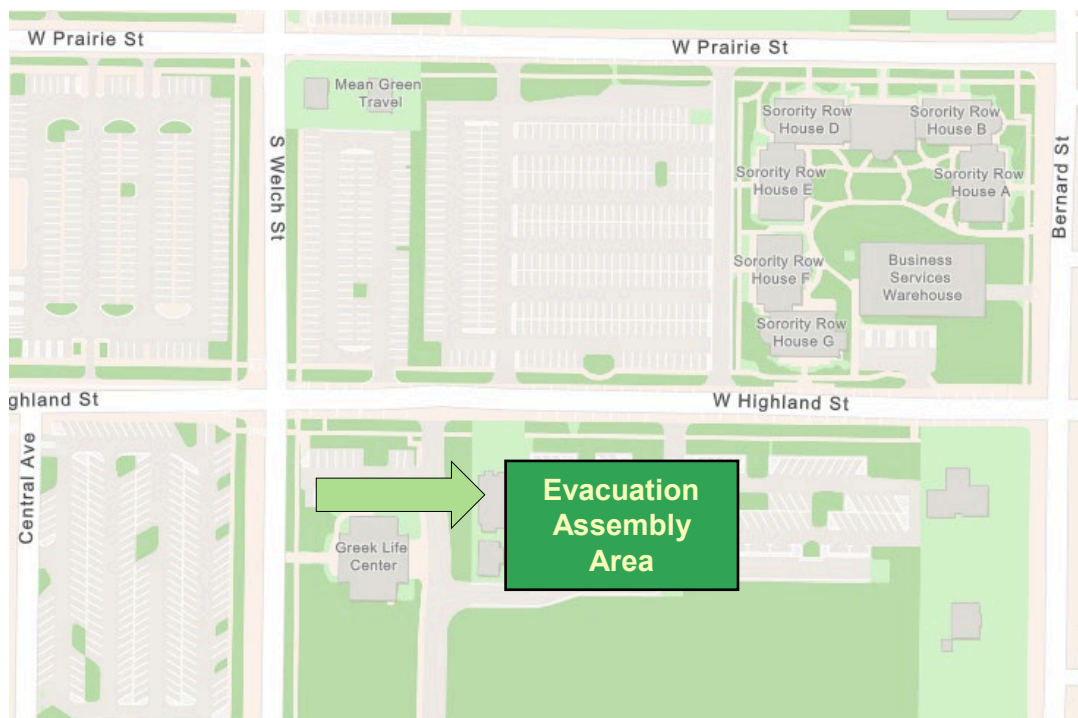 W Prairie St
W Prairie St
Mean Green
Travel
S Welch St
Sorority Row
House D
Sorority Row
House B
Sorority Row
House E
Sorority Row
House A
Bernard St
Sorority Row
House F
Business
Services
Warehouse
Sorority Row
House G
ghland St
W Highland St
Central Ave
Evacuation
Assembly
Area
Greek Life
Center